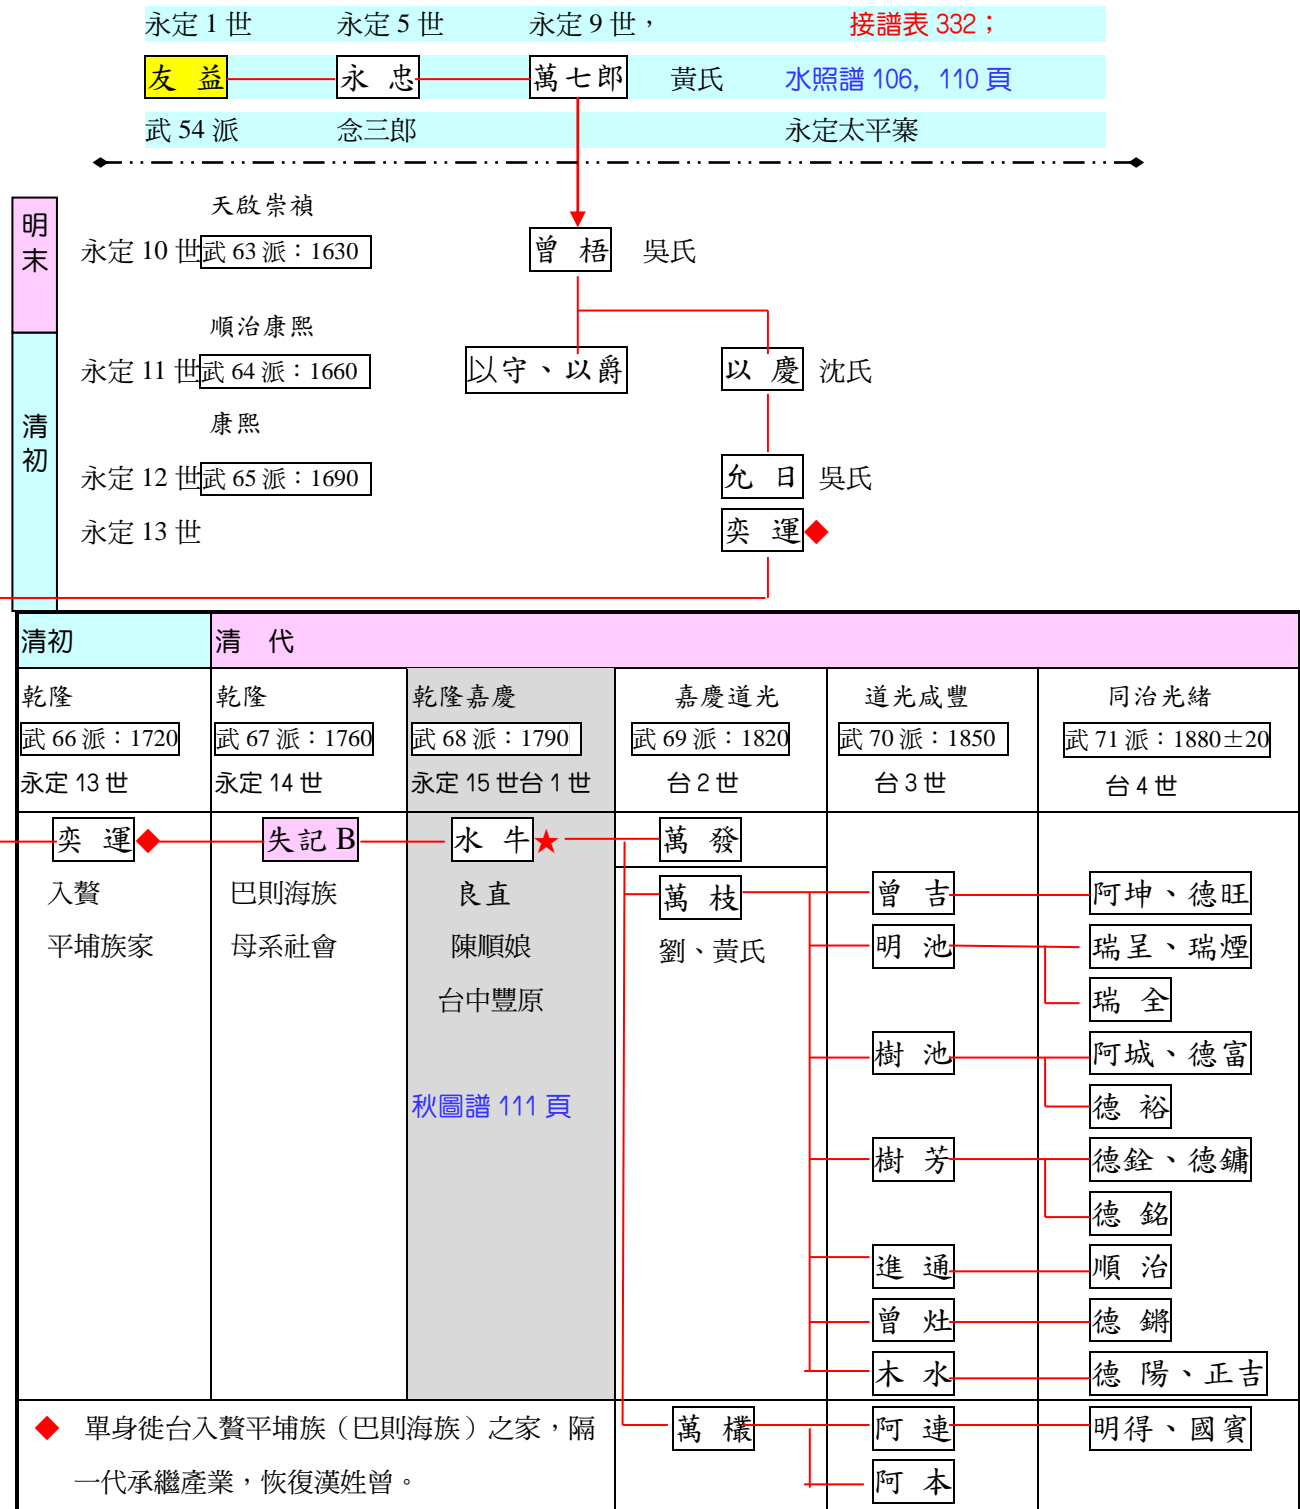 永定 1 世 永定 5 世 永定 9 世， 接譜表 332；
友 益 永 忠 萬七郎 黃氏 水照譜 106, 110 頁
武 54 派 念三郎 永定太平寨
明末
天啟崇禎
永定 10 世 武 63 派：1630 曾 梧 吳氏
順治康熙
永定 11 世 武 64 派：1660 以守、以爵 以 慶 沈氏
清初
康熙
永定 12 世 武 65 派：1690 允 日 吳氏
永定 13 世 奕 運◆
清初 清 代
乾隆 乾隆 乾隆嘉慶 嘉慶道光 道光咸豐 同治光緒
武 66 派：1720 武 67 派：1760 武 68 派：1790 武 69 派：1820 武 70 派：1850 武 71 派：1880±20
永定 13 世 永定 14 世 永定 15 世台 1 世 台 2 世 台 3 世 台 4 世
奕 運◆ 失記 B 水 牛★ 萬 發
入贅 巴則海族 良直 萬 枝 曾 吉 阿坤、德旺
平埔族家 母系社會 陳順娘 劉、黃氏 明 池 瑞呈、瑞煙
台中豐原 瑞 全
樹 池 阿城、德富
秋圖譜 111 頁 德 裕
樹 芳 德銓、德鏞
德 銘
進 通 順 治
曾 灶 德 鏘
木 水 德 陽、正吉
◆ 單身徙台入贅平埔族（巴則海族）之家，隔 萬 欉 阿 連 明得、國賓
一代承繼產業，恢復漢姓曾。 阿 本